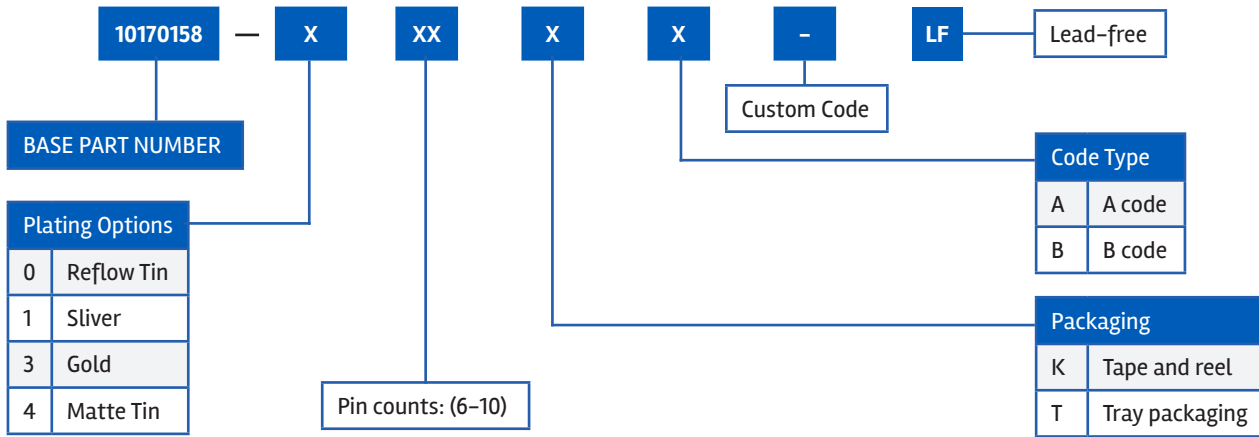 10170158 — X XX X X - LF Lead-free
Custom Code
BASE PART NUMBER
Code Type
A A code
B B code
Plating Options
0 Reflow Tin
1 Sliver
3 Gold
4 Matte Tin
Pin counts: (6-10)
Packaging
K Tape and reel
T Tray packaging